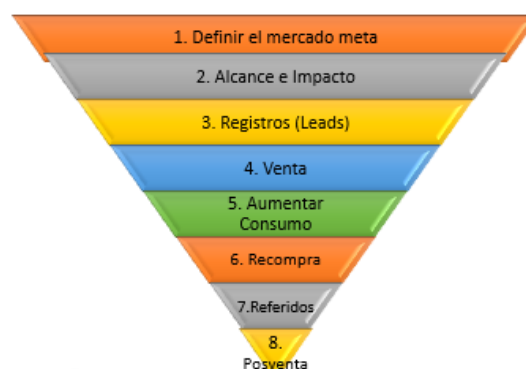 1. Definir el mercado meta
2. Alcance e Impacto
3. Registros (Leads)
4. Venta
5. Aumentar
Consumo
6. Recompra
7.Referidos
8.
Posventa